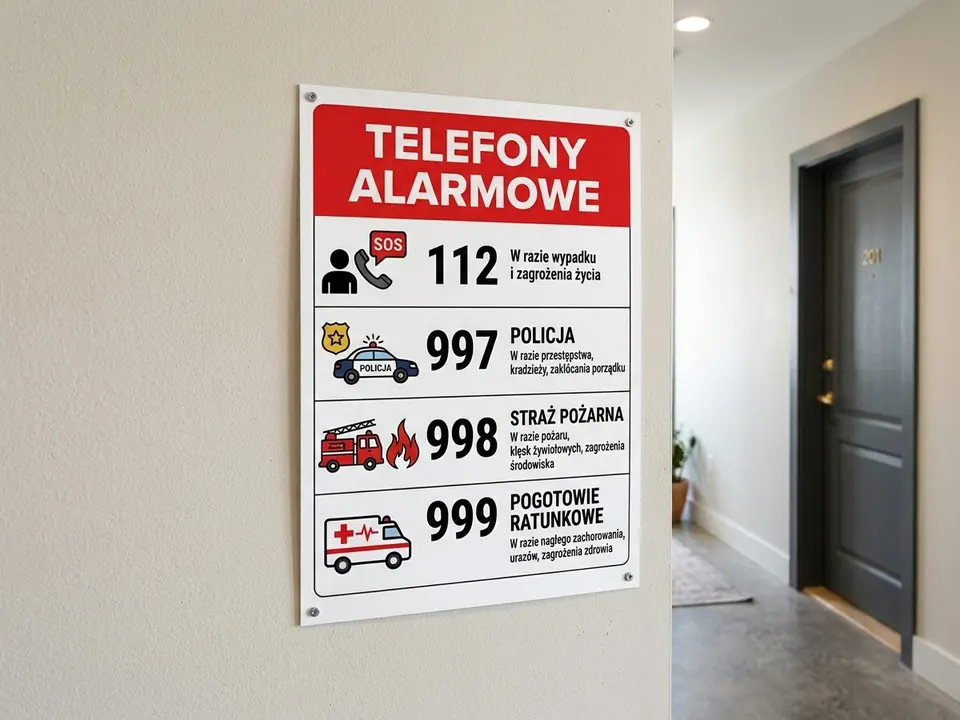 TELEFONY
ALARMOWE
SOS
112
W razie wypadku
i zagrożenia życia
POLICJA
997
POLICJA
W razie przestępstwa,
kradzieży, zakłócania porządku
998
STRAŻ POŻARNA
W razie pożaru,
klęsk żywiołowych, zagrożenia
środowiska
999
POGOTOWIE
RATUNKOWE
W razie nagłego zachorowania,
urazów, zagrożenia zdrowia
201